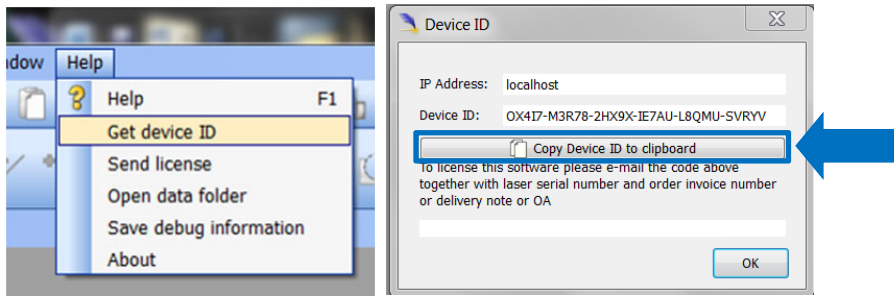 ndow Help
Help F1
Get device ID
Send license
Open data folder
Save debug information
About
Device ID
IP Address: localhost
Device ID: OX4I7-M3R78-2HX9X-IE7AU-L8QMU-SVRYV
Copy Device ID to clipboard
To license this software please e-mail the code above
together with laser serial number and order invoice number
or delivery note or OA
OK